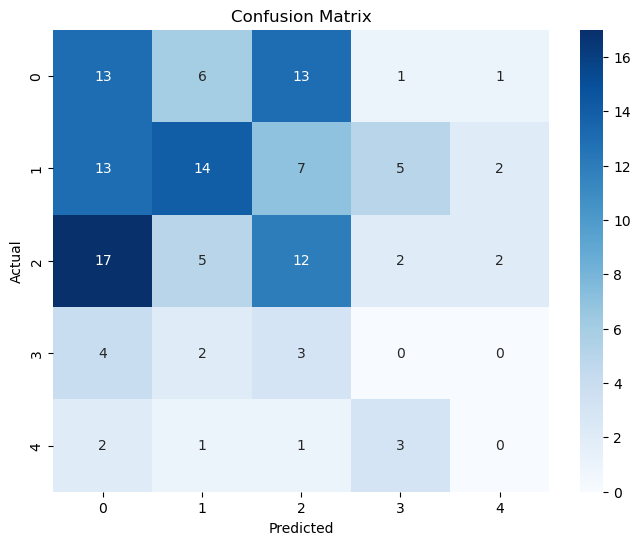 Confusion Matrix
Actual
0 13 6 13 1 1
1 13 14 7 5 2
2 17 5 12 2 2
3 4 2 3 0 0
4 2 1 1 3 0
0 1 2 3 4
Predicted
16
14
12
10
8
6
4
2
0